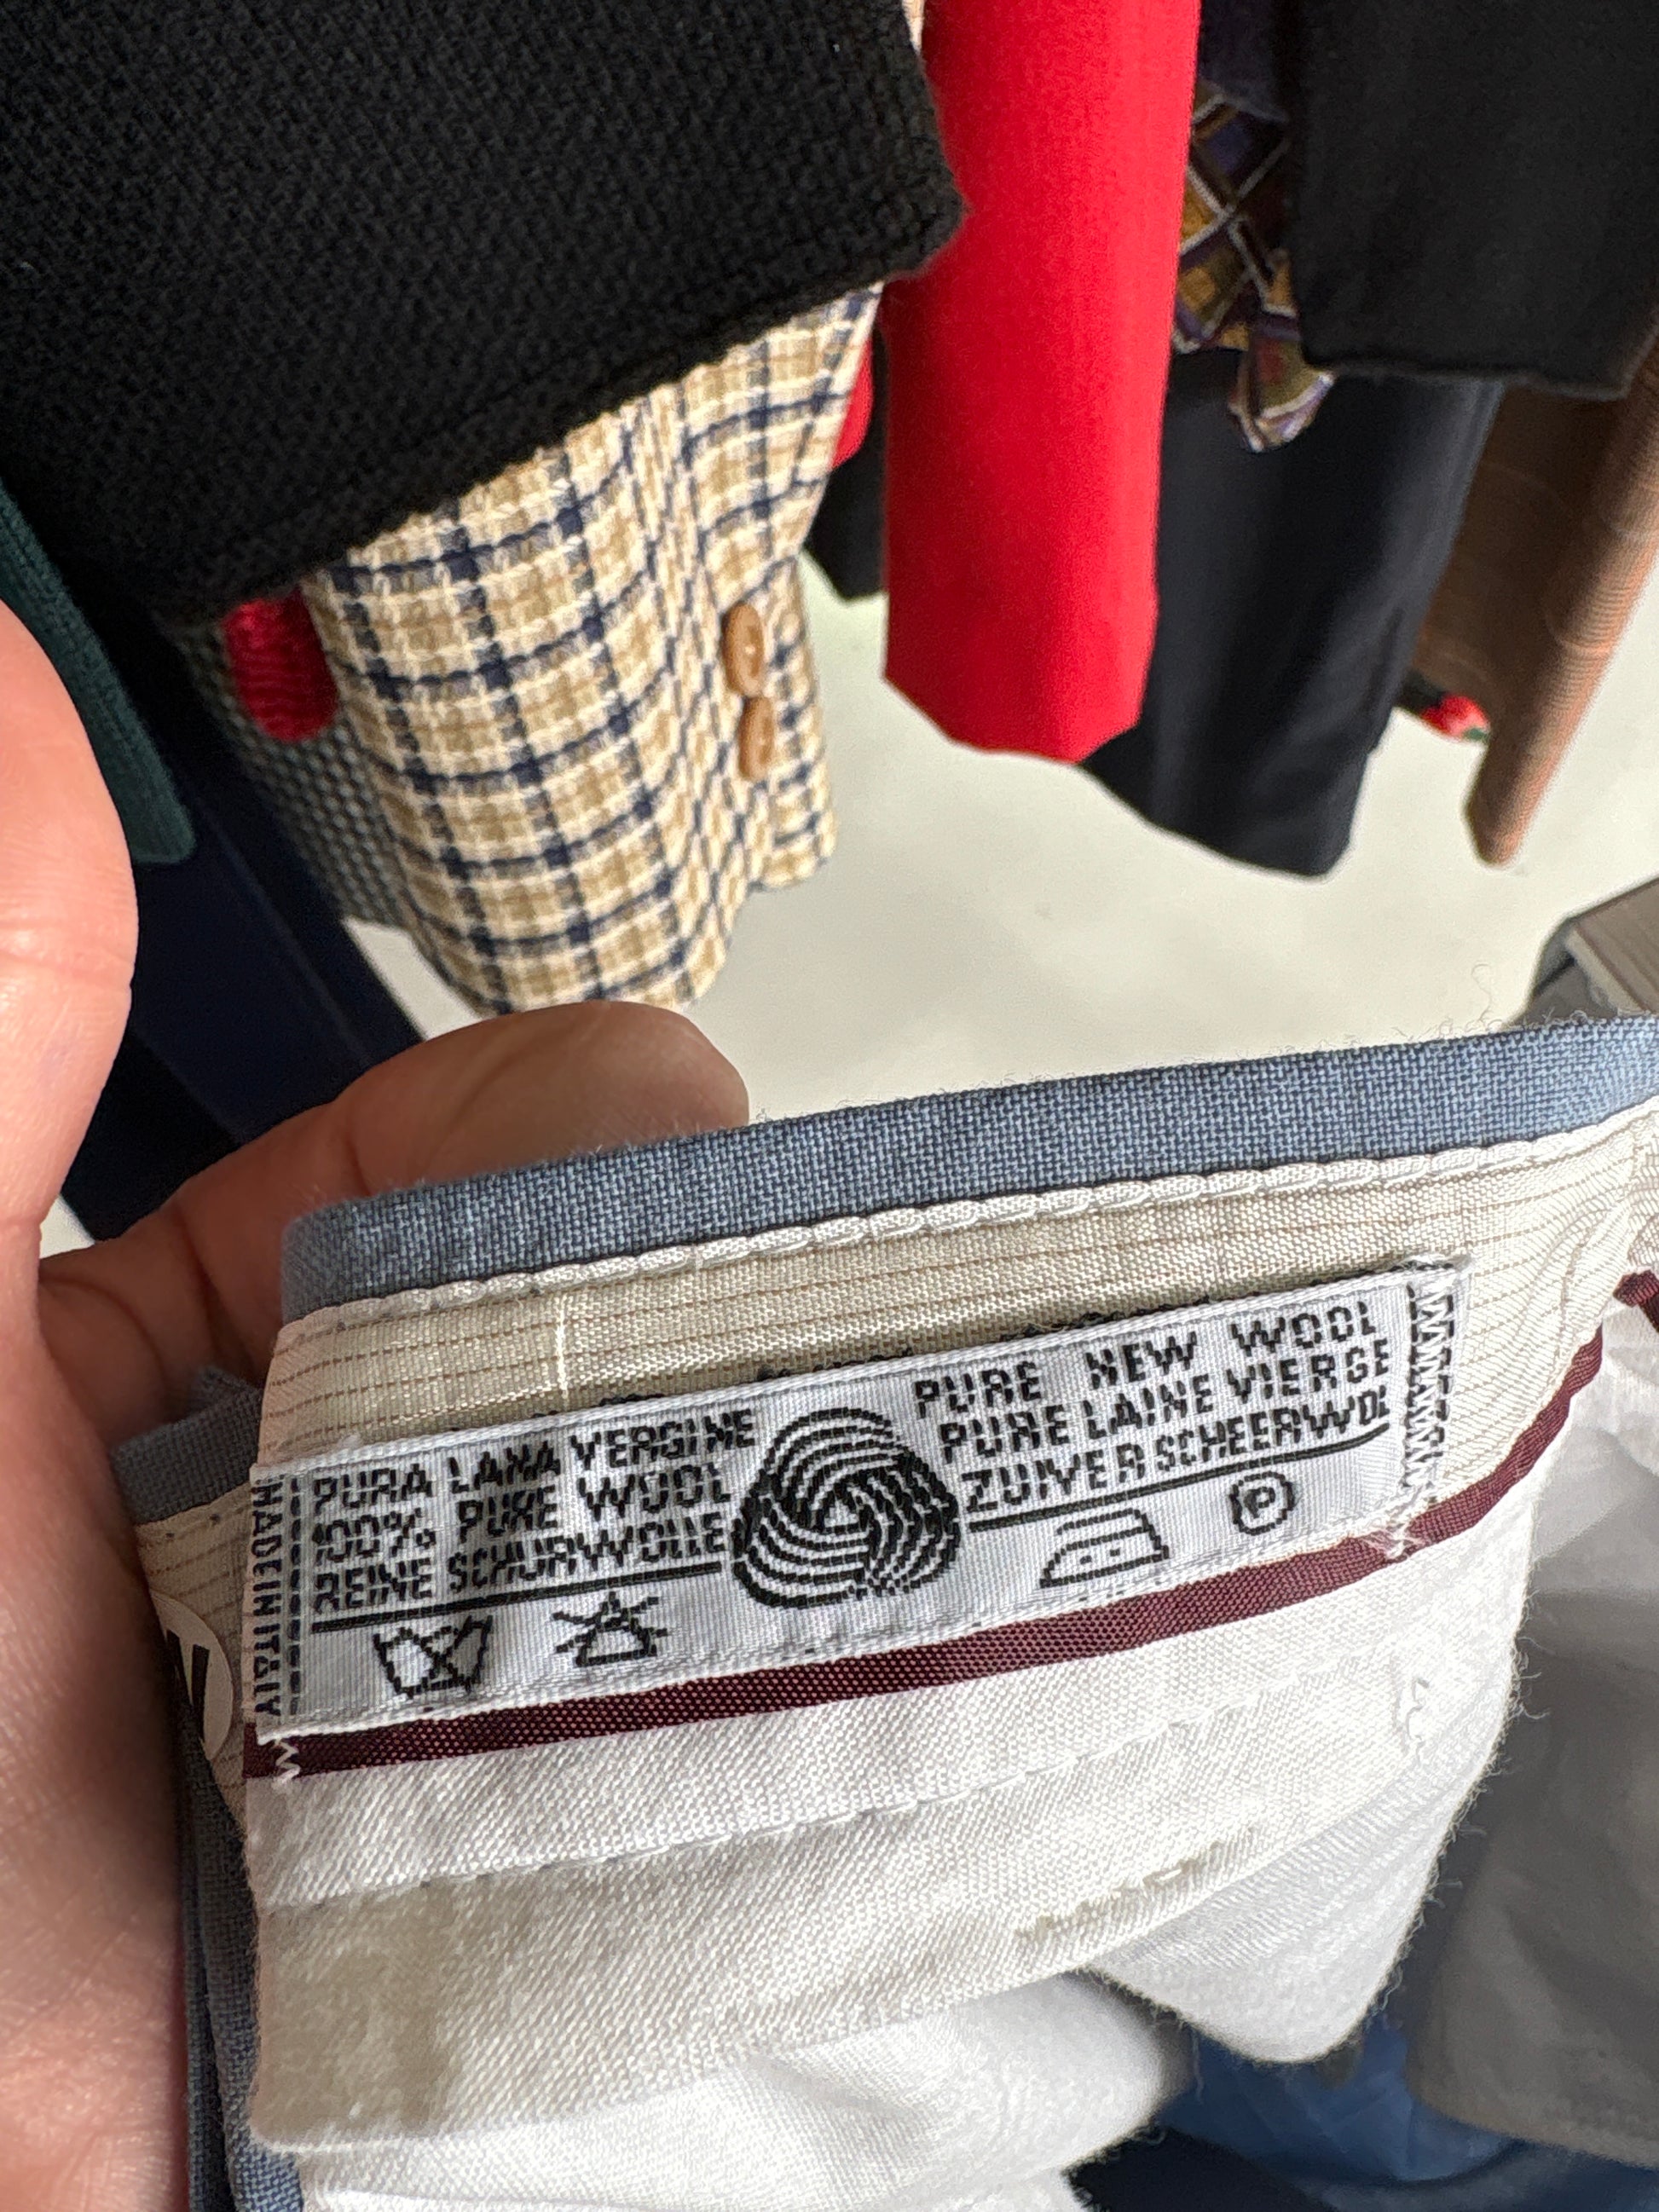 MADE IN ITALY
PURA LANA VERGINE
100% PURE WOOL
REINE SCHURWOLLE
PURE NEW WOOL
PURE LAINE VIERGE
ZUIVER SCHEERWOL
P